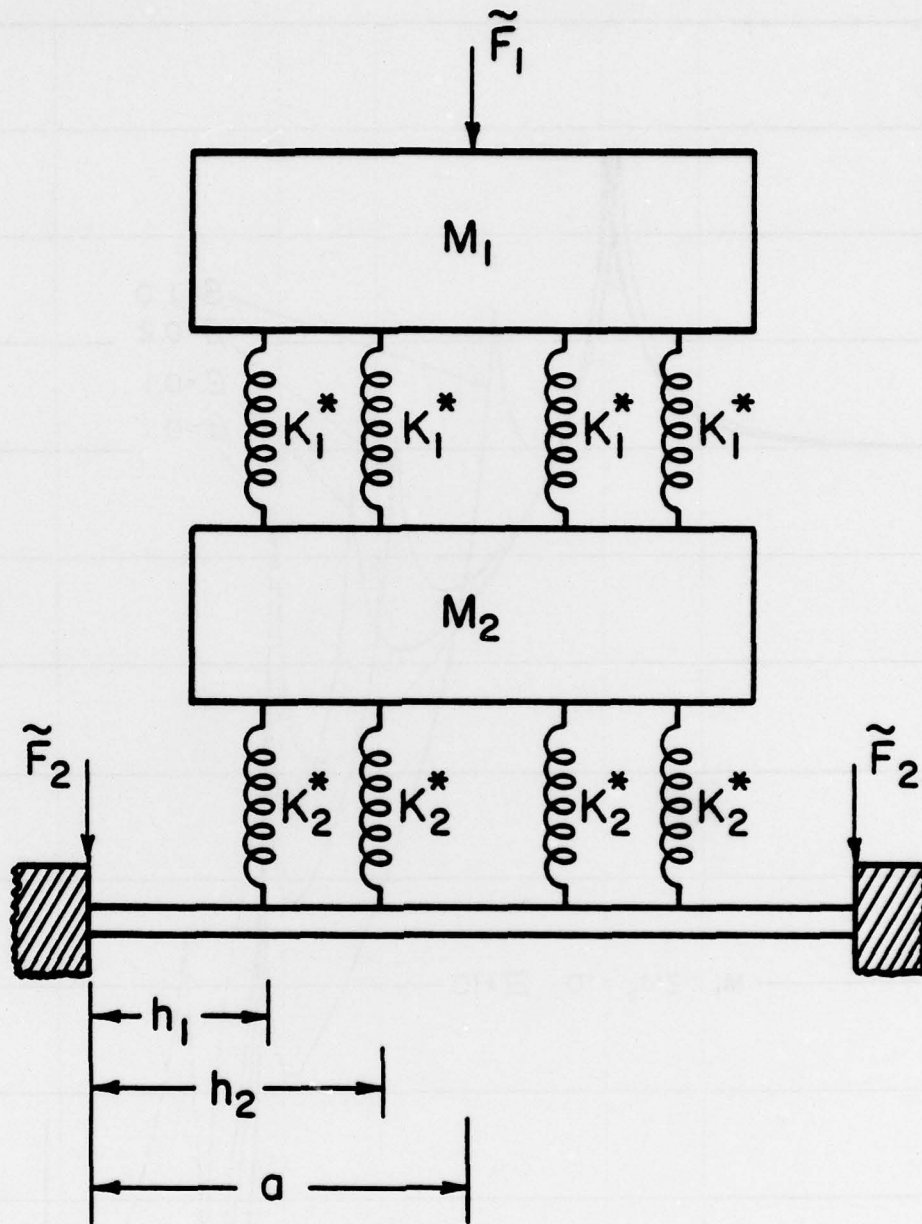 F̃₁
M₁
K₁* K₁* K₁* K₁*
M₂
F̃₂ F̃₂
K₂* K₂* K₂* K₂*
h₁
h₂
a